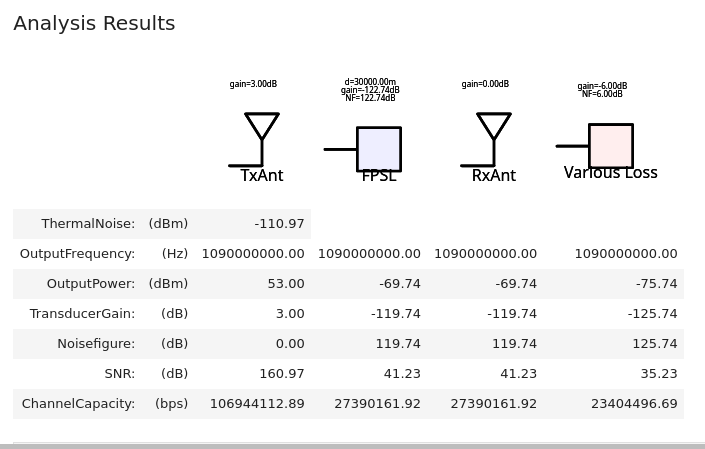 Analysis Results
gain=3.00dB
d=30000.00m
gain=-122.74dB
NF=122.74dB
gain=0.00dB
gain=-6.00dB
NF=6.00dB
TxAnt FPSL RxAnt Various Loss
ThermalNoise: (dBm) -110.97
OutputFrequency: (Hz) 1090000000.00 1090000000.00 1090000000.00 1090000000.00
OutputPower: (dBm) 53.00 -69.74 -69.74 -75.74
TransducerGain: (dB) 3.00 -119.74 -119.74 -125.74
Noisefigure: (dB) 0.00 119.74 119.74 125.74
SNR: (dB) 160.97 41.23 41.23 35.23
ChannelCapacity: (bps) 106944112.89 27390161.92 27390161.92 23404496.69